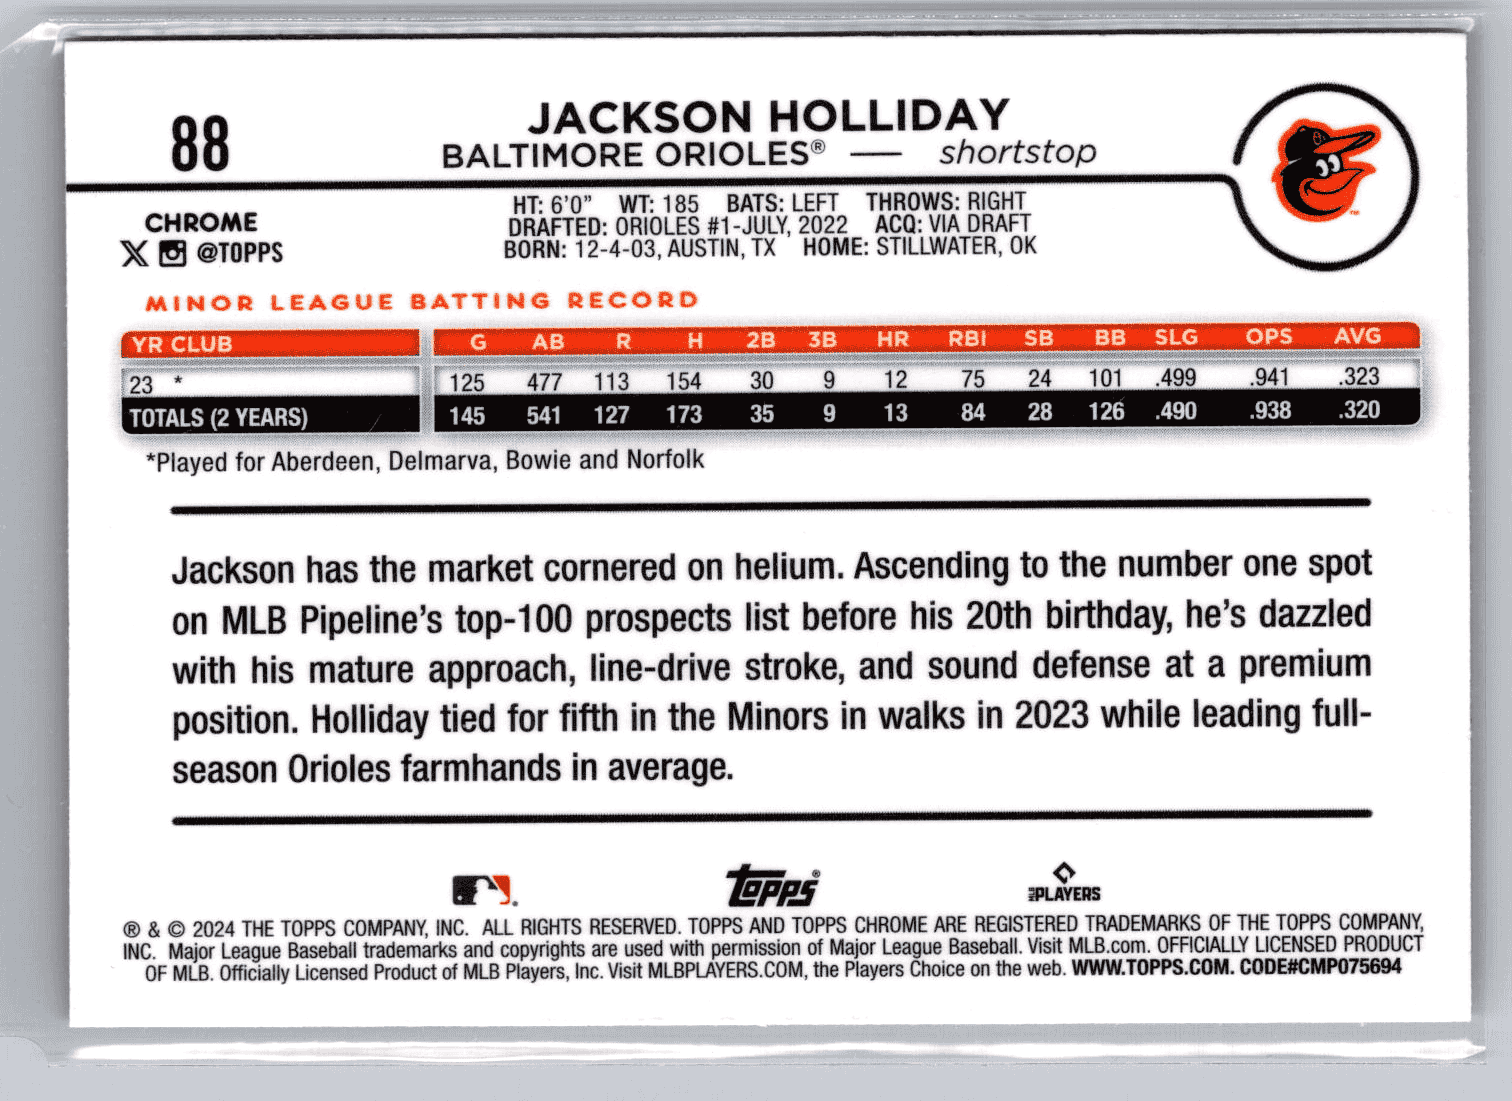 88
JACKSON HOLLIDAY
BALTIMORE ORIOLES® — shortstop
CHROME
@TOPPS
HT: 6'0" WT: 185 BATS: LEFT THROWS: RIGHT
DRAFTED: ORIOLES #1-JULY, 2022 ACQ: VIA DRAFT
BORN: 12-4-03, AUSTIN, TX HOME: STILLWATER, OK
MINOR LEAGUE BATTING RECORD
YR CLUB G AB R H 2B 3B HR RBI SB BB SLG OPS AVG
23 * 125 477 113 154 30 9 12 75 24 101 .499 .941 .323
TOTALS (2 YEARS) 145 541 127 173 35 9 13 84 28 126 .490 .938 .320
*Played for Aberdeen, Delmarva, Bowie and Norfolk
Jackson has the market cornered on helium. Ascending to the number one spot
on MLB Pipeline's top-100 prospects list before his 20th birthday, he's dazzled
with his mature approach, line-drive stroke, and sound defense at a premium
position. Holliday tied for fifth in the Minors in walks in 2023 while leading full-
season Orioles farmhands in average.
Topps®
PLAYERS
® & © 2024 THE TOPPS COMPANY, INC. ALL RIGHTS RESERVED. TOPPS AND TOPPS CHROME ARE REGISTERED TRADEMARKS OF THE TOPPS COMPANY,
INC. Major League Baseball trademarks and copyrights are used with permission of Major League Baseball. Visit MLB.com. OFFICIALLY LICENSED PRODUCT
OF MLB. Officially Licensed Product of MLB Players, Inc. Visit MLBPLAYERS.COM, the Players Choice on the web. WWW.TOPPS.COM. CODE#CMP075694